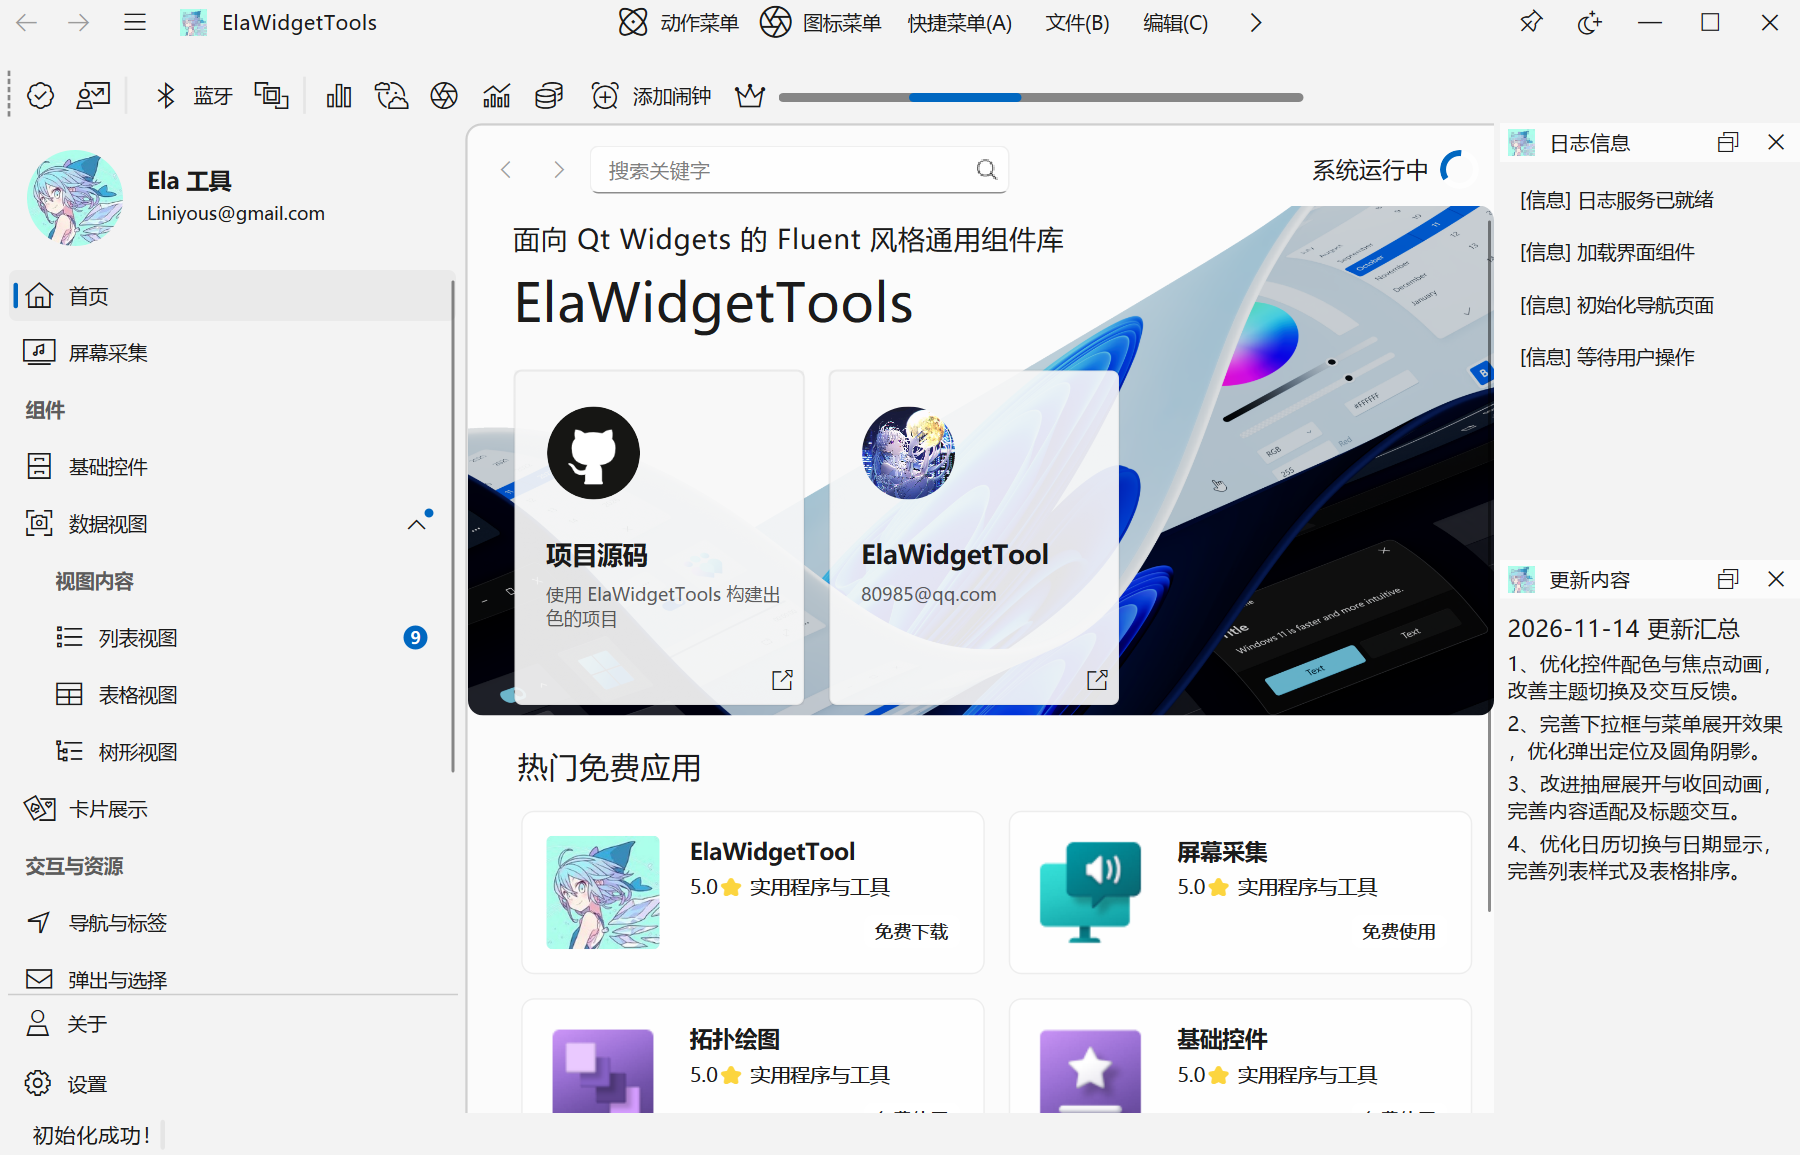 ElaWidgetTools
动作菜单
图标菜单
快捷菜单(A)
文件(B)
编辑(C)
蓝牙
添加闹钟
Ela 工具
Liniyous@gmail.com
首页
屏幕采集
组件
基础控件
数据视图
视图内容
列表视图
9
表格视图
树形视图
卡片展示
交互与资源
导航与标签
弹出与选择
关于
设置
初始化成功！
搜索关键字
系统运行中
面向 Qt Widgets 的 Fluent 风格通用组件库
ElaWidgetTools
项目源码
使用 ElaWidgetTools 构建出
色的项目
ElaWidgetTool
80985@qq.com
October
November
December
January
#FFFFFF
RGB
255
Red
B
Windows 11 is faster and more intuitive.
Text
Text
热门免费应用
ElaWidgetTool
5.0 实用程序与工具
免费下载
屏幕采集
5.0 实用程序与工具
免费使用
拓扑绘图
5.0 实用程序与工具
基础控件
5.0 实用程序与工具
日志信息
[信息] 日志服务已就绪
[信息] 加载界面组件
[信息] 初始化导航页面
[信息] 等待用户操作
更新内容
2026-11-14 更新汇总
1、优化控件配色与焦点动画，
改善主题切换及交互反馈。
2、完善下拉框与菜单展开效果
，优化弹出定位及圆角阴影。
3、改进抽屉展开与收回动画，
完善内容适配及标题交互。
4、优化日历切换与日期显示，
完善列表样式及表格排序。